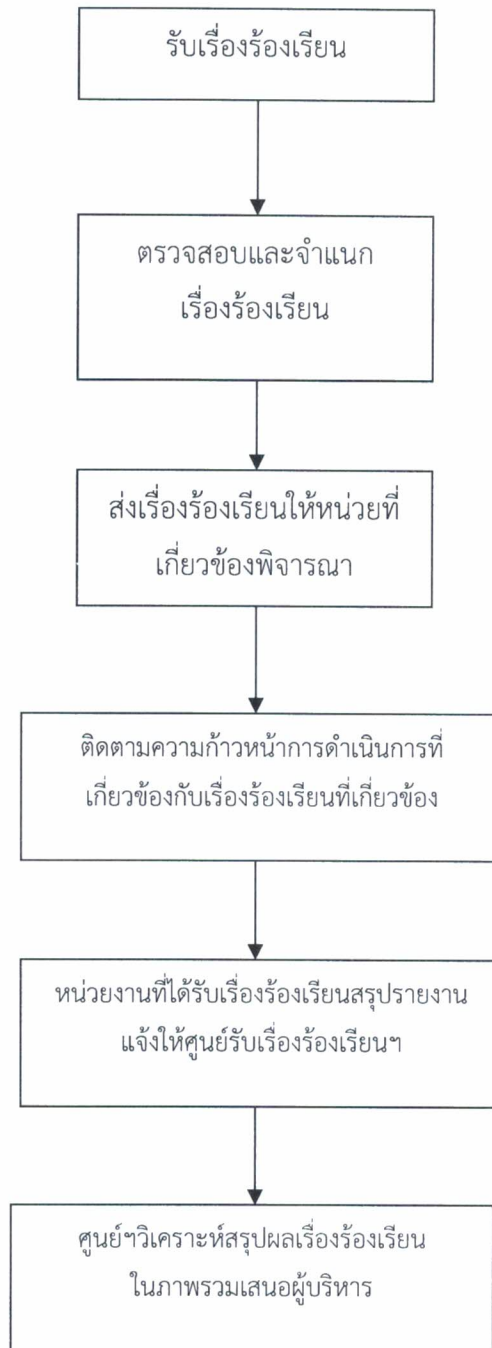 รับเรื่องร้องเรียน
ตรวจสอบและจำแนก
เรื่องร้องเรียน
ส่งเรื่องร้องเรียนให้หน่วยที่
เกี่ยวข้องพิจารณา
ติดตามความก้าวหน้าการดำเนินการที่
เกี่ยวข้องกับเรื่องร้องเรียนที่เกี่ยวข้อง
หน่วยงานที่ได้รับเรื่องร้องเรียนสรุปรายงาน
แจ้งให้ศูนย์รับเรื่องร้องเรียนฯ
ศูนย์ฯวิเคราะห์สรุปผลเรื่องร้องเรียน
ในภาพรวมเสนอผู้บริหาร